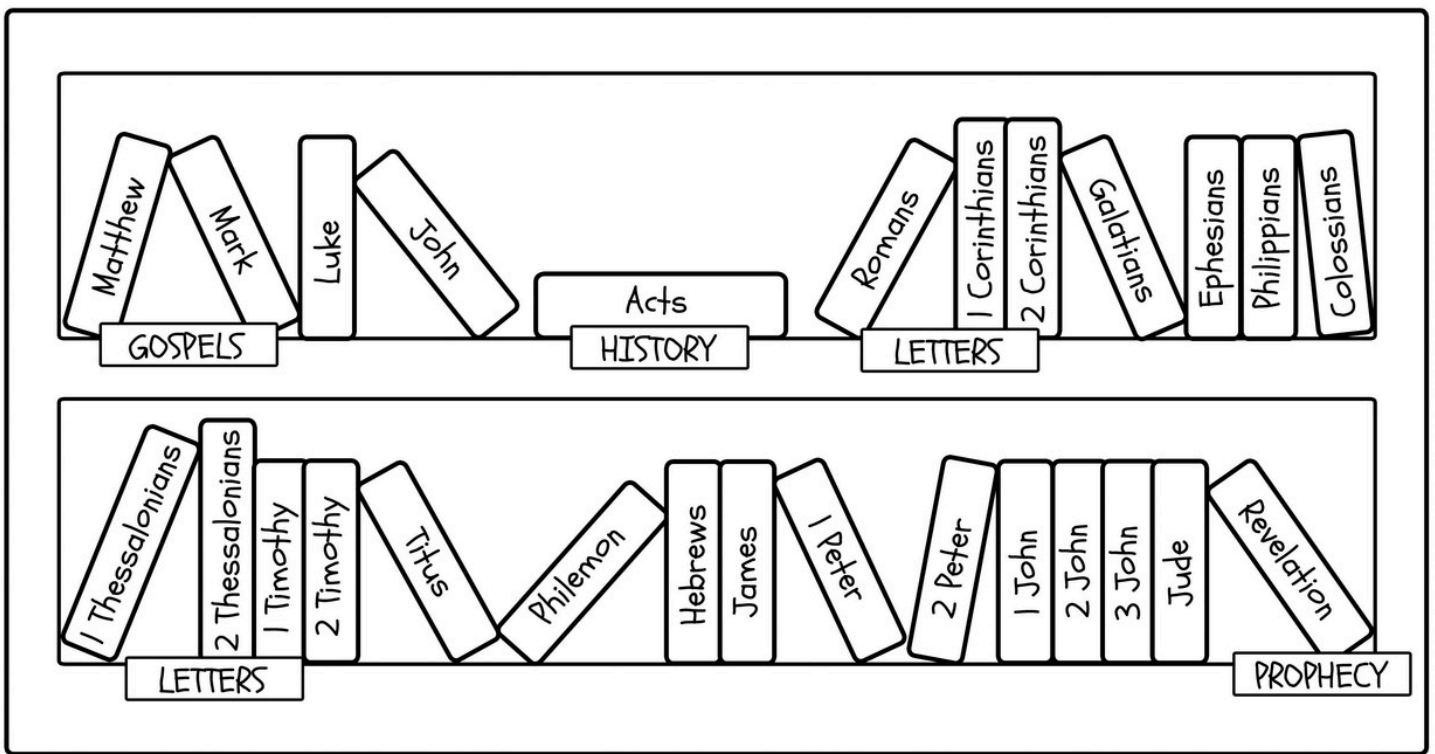 Matthew
Mark
Luke
John
Acts
Romans
1 Corinthians
2 Corinthians
Galatians
Ephesians
Philippians
Colossians
GOSPELS
HISTORY
LETTERS
1 Thessalonians
2 Thessalonians
1 Timothy
2 Timothy
Titus
Philemon
Hebrews
James
1 Peter
2 Peter
1 John
2 John
3 John
Jude
Revelation
LETTERS
PROPHECY